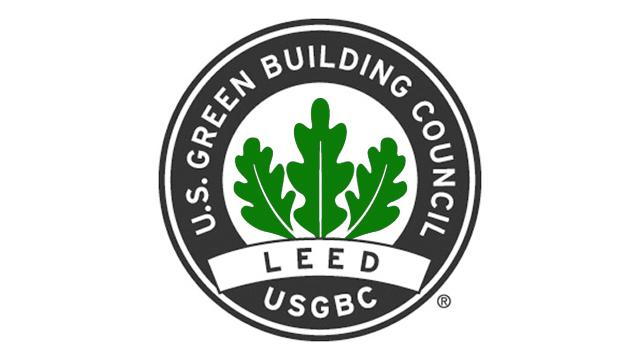 U.S. GREEN BUILDING COUNCIL
LEED
USGBC
®